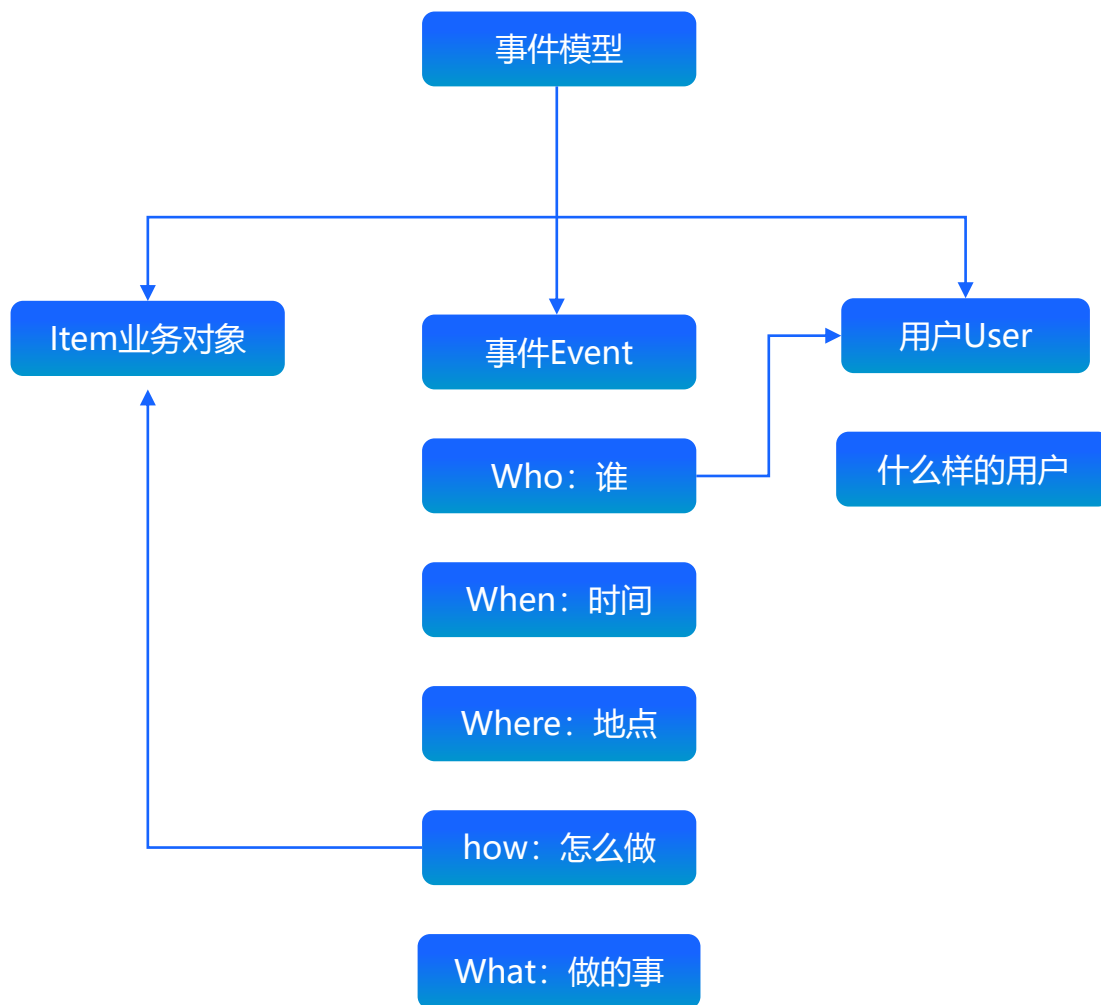 事件模型
Item业务对象
事件Event
用户User
Who：谁
什么样的用户
When：时间
Where：地点
how：怎么做
What：做的事